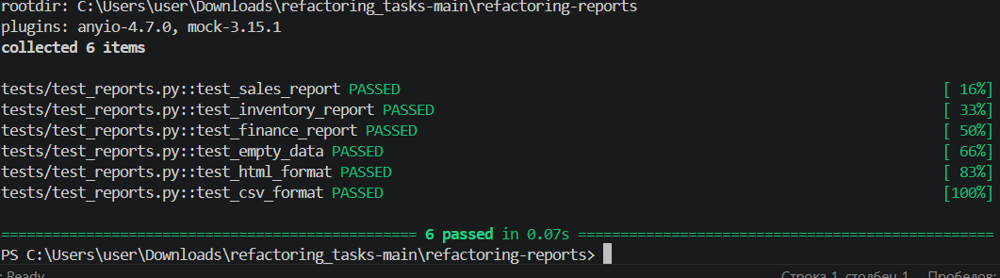 rootdir: C:\Users\user\Downloads\refactoring_tasks-main\refactoring-reports
plugins: anyio-4.7.0, mock-3.15.1
collected 6 items
tests/test_reports.py::test_sales_report PASSED [ 16%]
tests/test_reports.py::test_inventory_report PASSED [ 33%]
tests/test_reports.py::test_finance_report PASSED [ 50%]
tests/test_reports.py::test_empty_data PASSED [ 66%]
tests/test_reports.py::test_html_format PASSED [ 83%]
tests/test_reports.py::test_csv_format PASSED [100%]
================================================= 6 passed in 0.07s =================================================
PS C:\Users\user\Downloads\refactoring_tasks-main\refactoring-reports>
: Ready Строка 1, столбец 1 Пробелов: